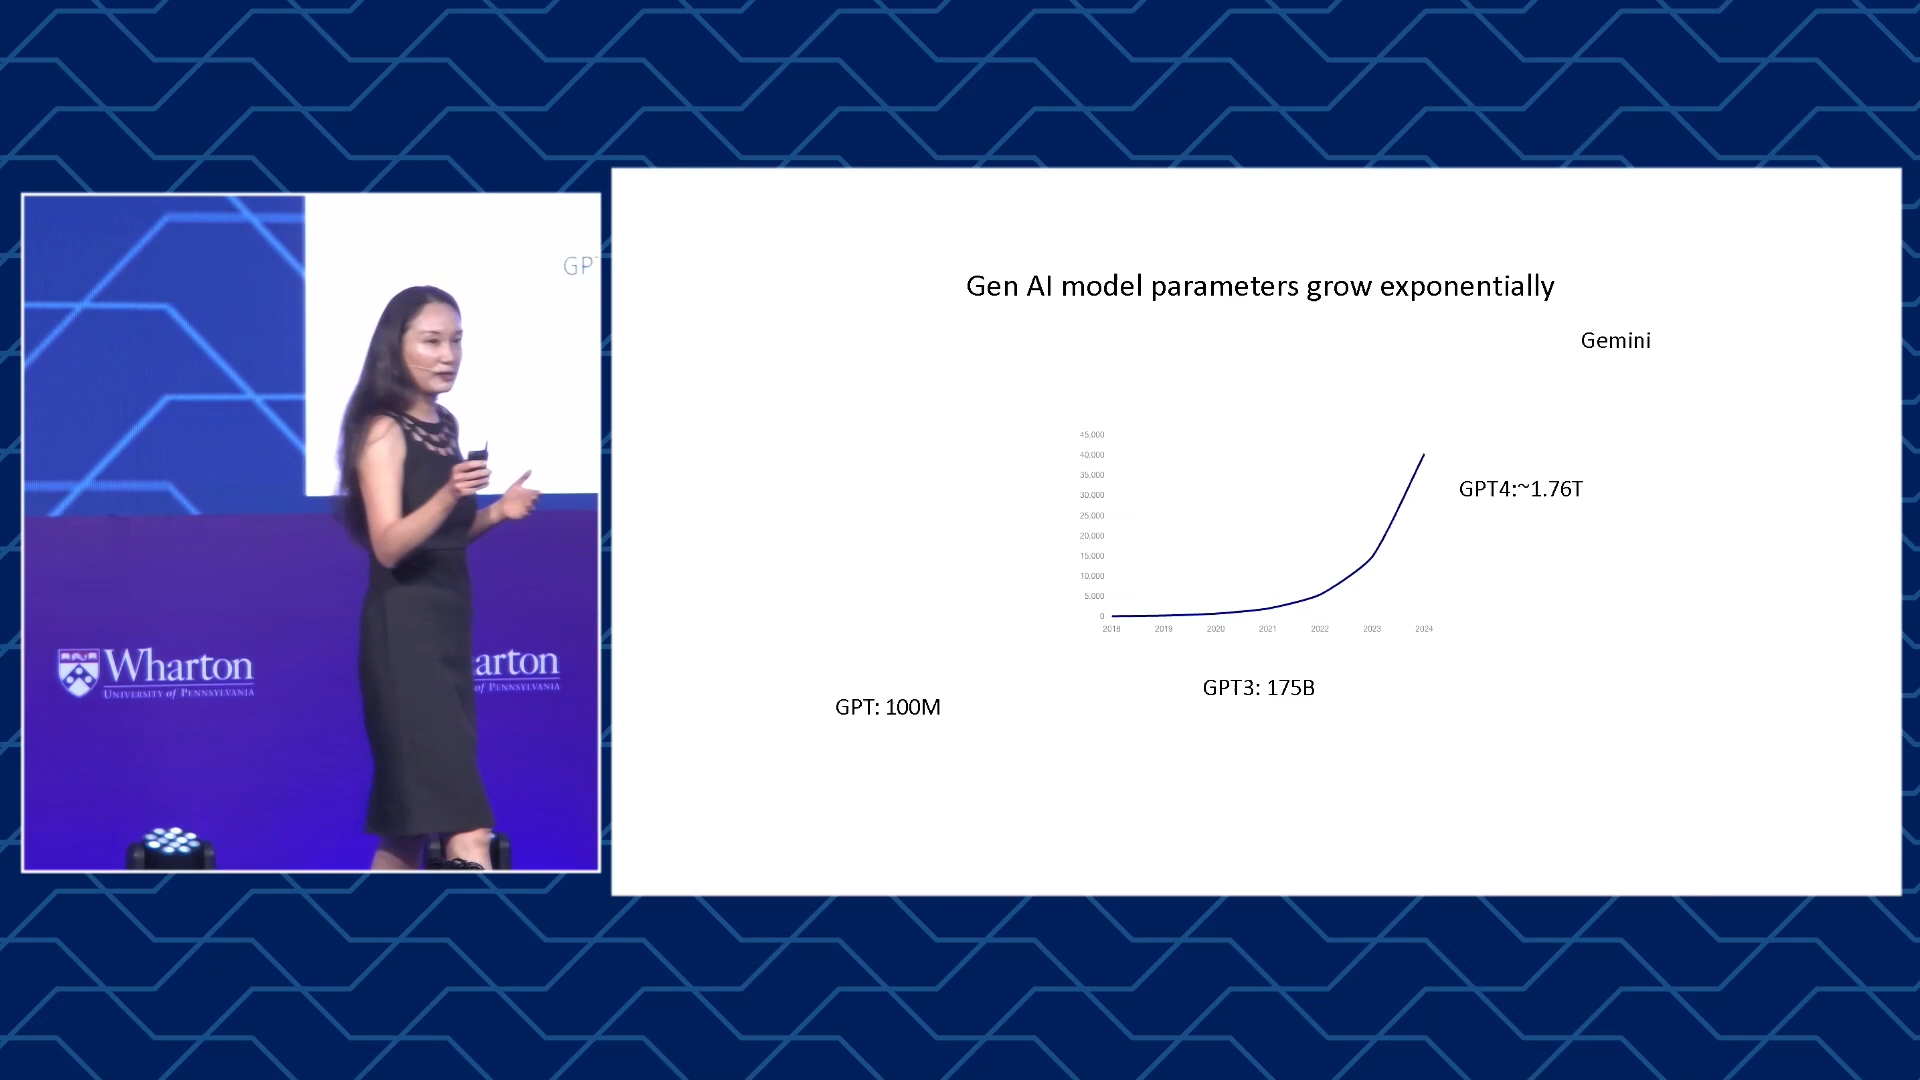 GPT
Wharton
UNIVERSITY of PENNSYLVANIA
arton
of PENNSYLVANIA
Gen AI model parameters grow exponentially
Gemini
45,000
40,000
35,000
30,000
25,000
20,000
15,000
10,000
5,000
0
2018 2019 2020 2021 2022 2023 2024
GPT4:~1.76T
GPT3: 175B
GPT: 100M